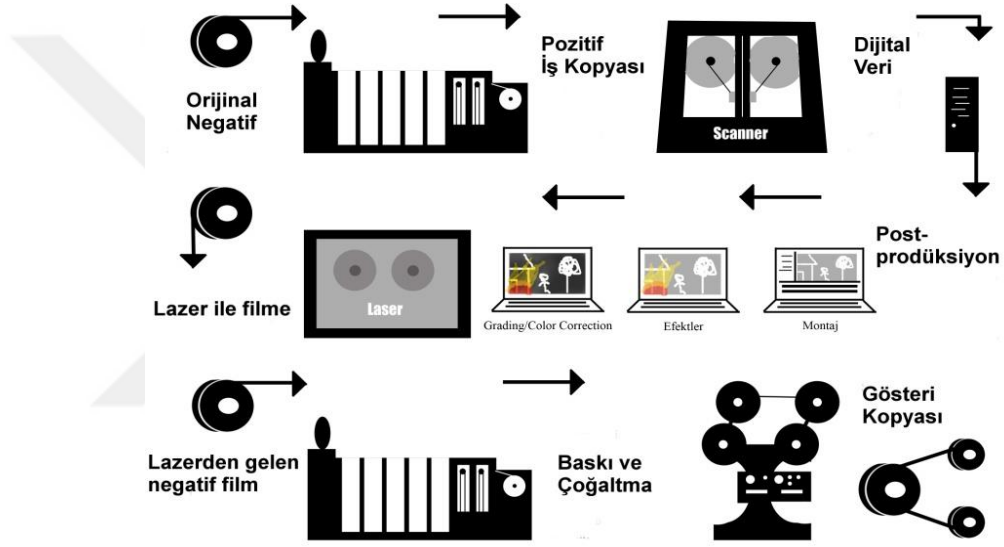 Orijinal
Negatif
Pozitif
İş Kopyası
Scanner
Dijital
Veri
Post-
prodüksiyon
Montaj
Efektler
Grading/Color Correction
Laser
Lazer ile filme
Lazerden gelen
negatif film
Baskı ve
Çoğaltma
Gösteri
Kopyası